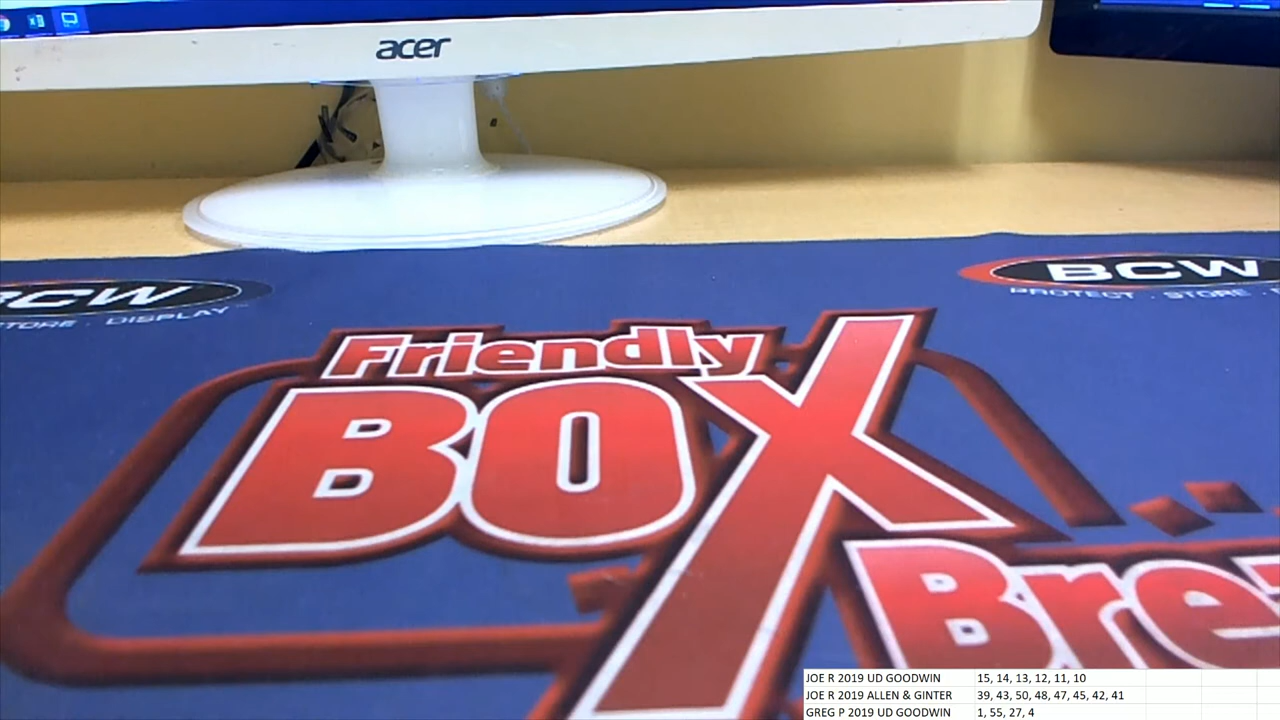 acer
BCW
STORE · DISPLAY
BCW
PROTECT · STORE ·
Friendly
BOX
Brea
JOE R 2019 UD GOODWIN 15, 14, 13, 12, 11, 10
JOE R 2019 ALLEN & GINTER 39, 43, 50, 48, 47, 45, 42, 41
GREG P 2019 UD GOODWIN 1, 55, 27, 4